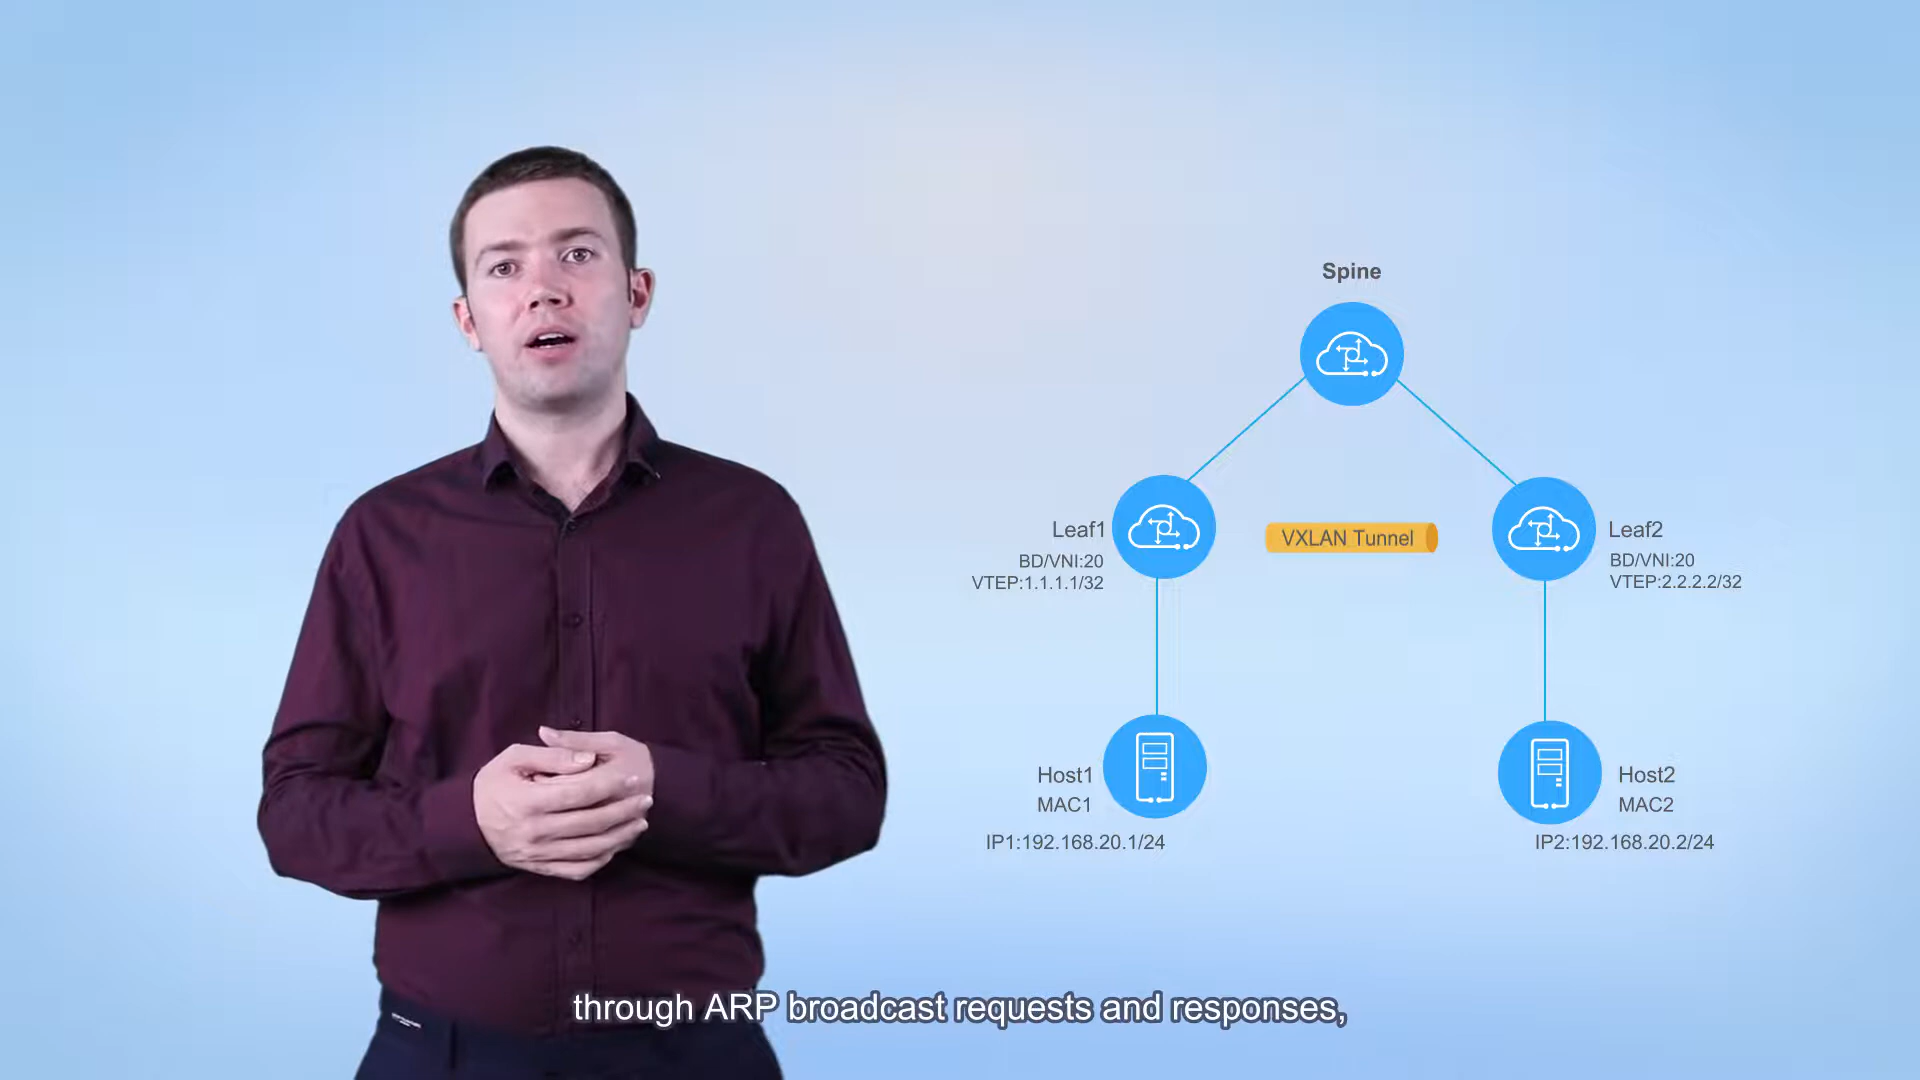 Spine
Leaf1
BD/VNI:20
VTEP:1.1.1.1/32
VXLAN Tunnel
Leaf2
BD/VNI:20
VTEP:2.2.2.2/32
Host1
MAC1
IP1:192.168.20.1/24
Host2
MAC2
IP2:192.168.20.2/24
through ARP broadcast requests and responses,